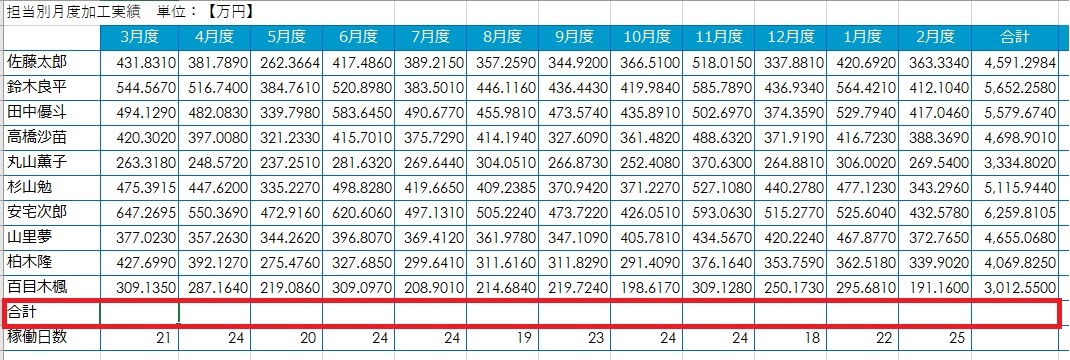 担当別月度加工実績　単位：【万円】
3月度 4月度 5月度 6月度 7月度 8月度 9月度 10月度 11月度 12月度 1月度 2月度 合計
佐藤太郎 431.8310 381.7890 262.3664 417.4860 389.2150 357.2590 344.9200 366.5100 518.0150 337.8810 420.6920 363.3340 4,591.2984
鈴木良平 544.5670 516.7400 384.7610 520.8980 383.5010 446.1160 436.4430 419.9840 585.7890 436.9340 564.4210 412.1040 5,652.2580
田中優斗 494.1290 482.0830 339.7980 583.6450 490.6770 455.9810 473.5740 435.8910 502.6970 374.3590 529.7940 417.0460 5,579.6740
高橋沙苗 420.3020 397.0080 321.2330 415.7010 375.7290 414.1940 327.6090 361.4820 488.6320 371.9190 416.7230 388.3690 4,698.9010
丸山薫子 263.3180 248.5720 237.2510 281.6320 269.6440 304.0510 266.8730 252.4080 370.6300 264.8810 306.0020 269.5400 3,334.8020
杉山勉 475.3915 447.6200 335.2270 498.8280 419.6650 409.2385 370.9420 371.2270 527.1080 440.2780 477.1230 343.2960 5,115.9440
安宅次郎 647.2695 550.3690 472.9160 620.6060 497.1310 505.2240 473.7220 426.0510 593.0630 515.2770 525.6040 432.5780 6,259.8105
山里夢 377.0230 357.2630 344.2620 396.8070 369.4120 361.9780 347.1090 405.7810 434.5670 420.2240 467.8770 372.7650 4,655.0680
柏木隆 427.6990 392.1270 275.4760 327.6850 299.6410 311.6160 311.8290 291.4090 376.1640 353.7590 362.5180 339.9020 4,069.8250
百目木楓 309.1350 287.1640 219.0860 309.0970 208.9010 214.6840 219.7240 198.6170 309.1280 250.1730 295.6810 191.1600 3,012.5500
合計
稼働日数 21 24 20 24 24 19 23 24 24 18 22 25